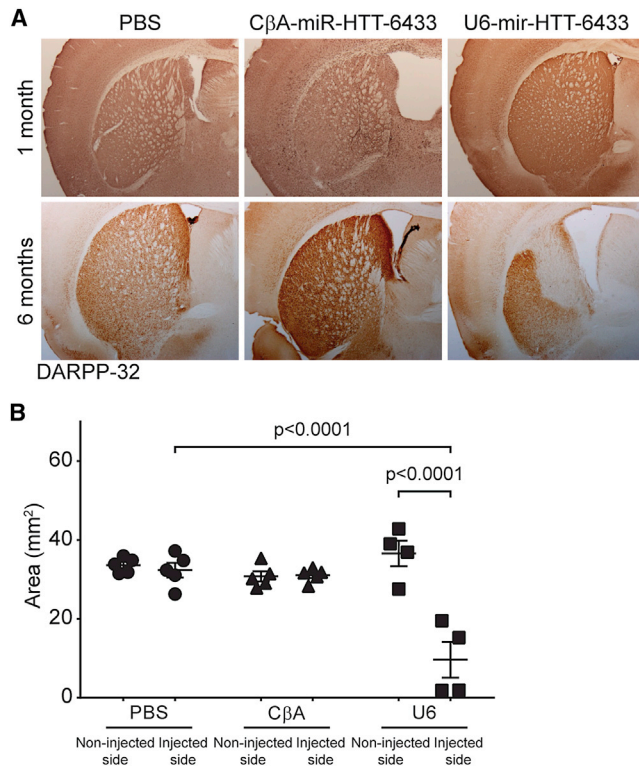 A
PBS
CβA-miR-HTT-6433
U6-mir-HTT-6433
1 month
6 months
DARPP-32
B
p<0.0001
p<0.0001
Area (mm²)
60
40
20
0
PBS
CβA
U6
Non-injected side
Injected side
Non-injected side
Injected side
Non-injected side
Injected side